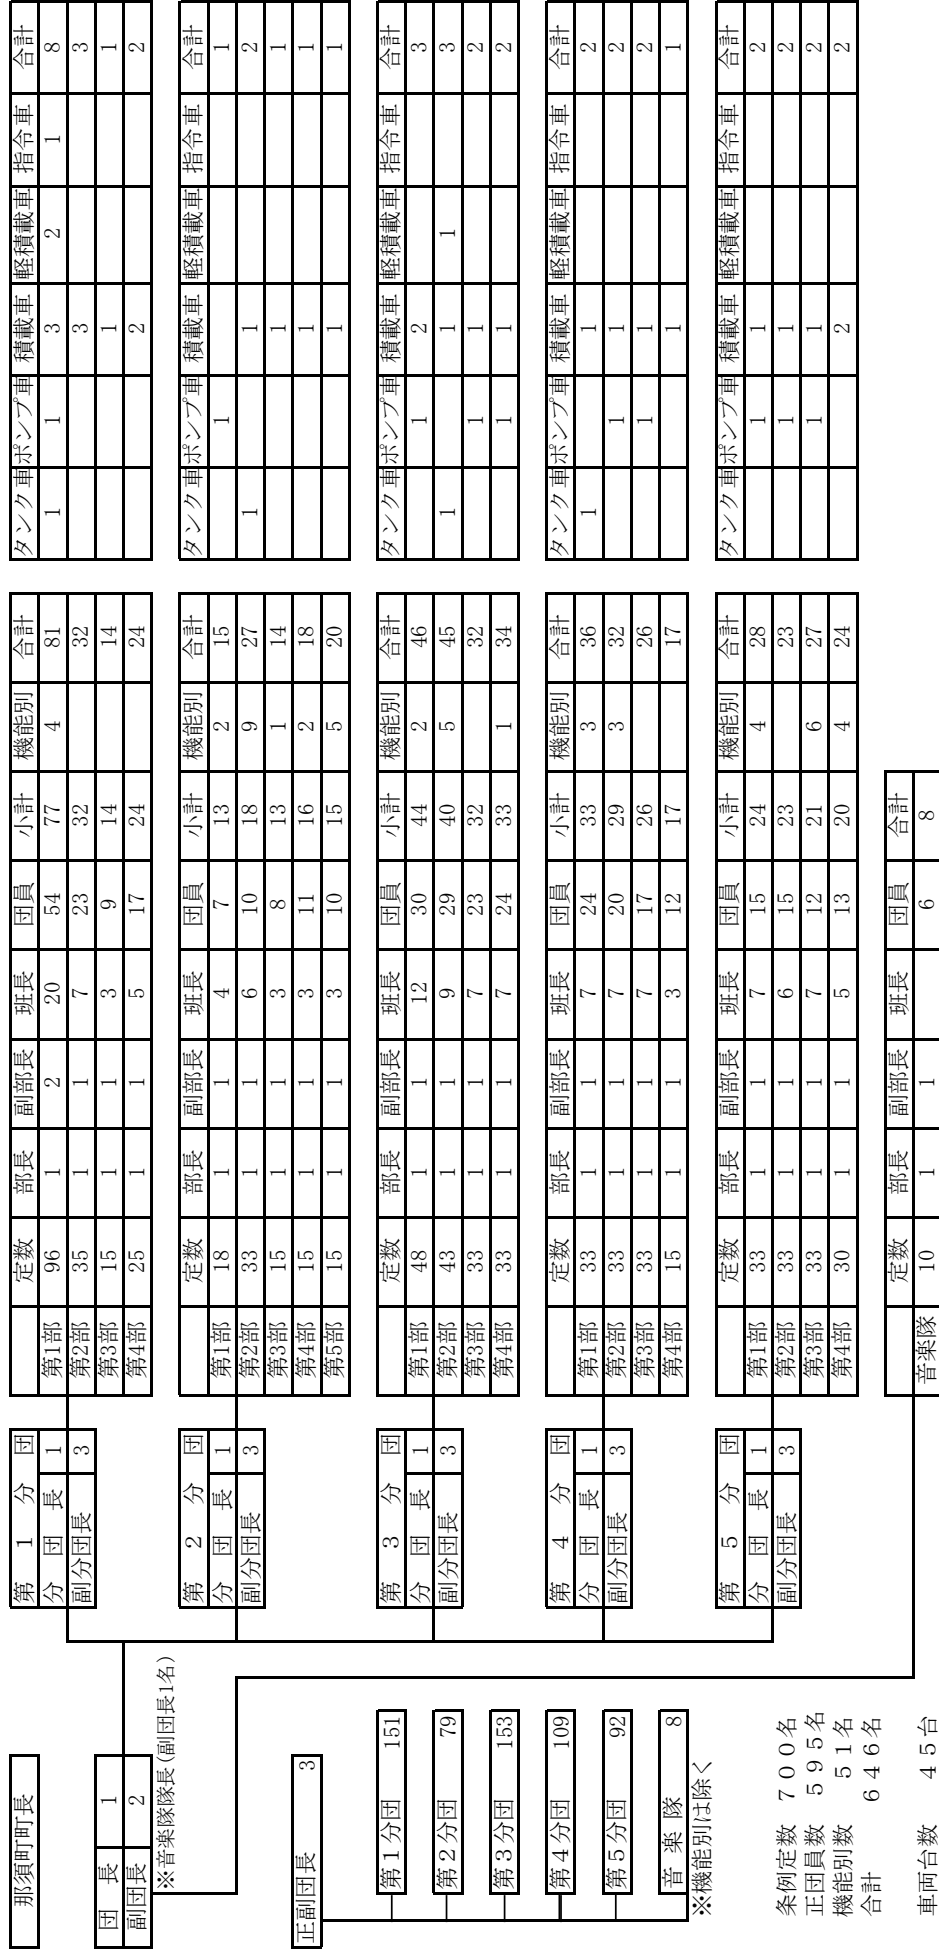 那須町町長
団　長 1
副団長 2
※音楽隊隊長(副団長1名)
正副団長 3
第１分団 151
第２分団 79
第３分団 153
第４分団 109
第５分団 92
音 楽 隊 8
※機能別は除く
条例定数 ７００名
正団員数 ５９５名
機能別数 ５１名
合計 ６４６名
車両台数 ４５台
第 1 分 団
分 団 長 1
副分団長 3
定数 部長 副部長 班長 団員 小計 機能別 合計 タンク車 ポンプ車 積載車 軽積載車 指令車 合計
第1部 96 1 2 20 54 77 4 81 1 1 3 2 1 8
第2部 35 1 1 7 23 32 32 3 3
第3部 15 1 1 3 9 14 14 1 1
第4部 25 1 1 5 17 24 24 2 2
第 2 分 団
分 団 長 1
副分団長 3
定数 部長 副部長 班長 団員 小計 機能別 合計 タンク車 ポンプ車 積載車 軽積載車 指令車 合計
第1部 18 1 1 4 7 13 2 15 1 1
第2部 33 1 1 6 10 18 9 27 1 1 2
第3部 15 1 1 3 8 13 1 14 1 1
第4部 15 1 1 3 11 16 2 18 1 1
第5部 15 1 1 3 10 15 5 20 1 1
第 3 分 団
分 団 長 1
副分団長 3
定数 部長 副部長 班長 団員 小計 機能別 合計 タンク車 ポンプ車 積載車 軽積載車 指令車 合計
第1部 48 1 1 12 30 44 2 46 1 2 3
第2部 43 1 1 9 29 40 5 45 1 1 1 3
第3部 33 1 1 7 23 32 32 1 1 2
第4部 33 1 1 7 24 33 1 34 1 1 2
第 4 分 団
分 団 長 1
副分団長 3
定数 部長 副部長 班長 団員 小計 機能別 合計 タンク車 ポンプ車 積載車 軽積載車 指令車 合計
第1部 33 1 1 7 24 33 3 36 1 1 2
第2部 33 1 1 7 20 29 3 32 1 1 2
第3部 33 1 1 7 17 26 26 1 1 2
第4部 15 1 1 3 12 17 17 1 1
第 5 分 団
分 団 長 1
副分団長 3
定数 部長 副部長 班長 団員 小計 機能別 合計 タンク車 ポンプ車 積載車 軽積載車 指令車 合計
第1部 33 1 1 7 15 24 4 28 1 1 2
第2部 33 1 1 6 15 23 23 1 1 2
第3部 33 1 1 7 12 21 6 27 1 1 2
第4部 30 1 1 5 13 20 4 24 2 2
定数 部長 副部長 班長 団員 合計
音楽隊 10 1 1 6 8